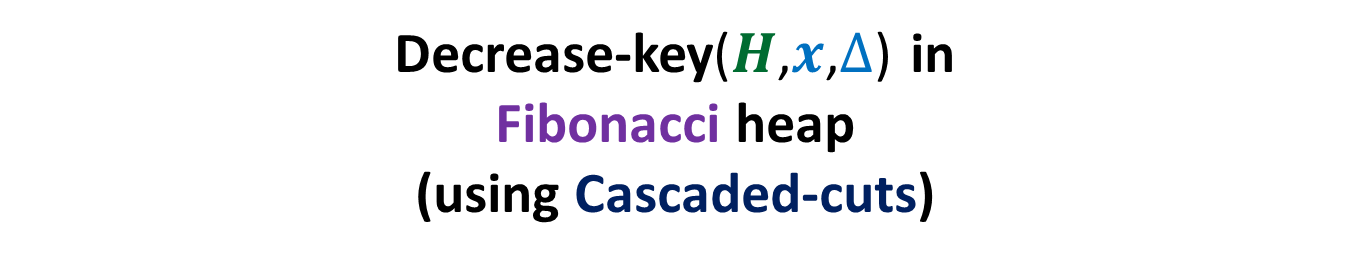 Decrease-key(H,x,Δ) in
Fibonacci heap
(using Cascaded-cuts)